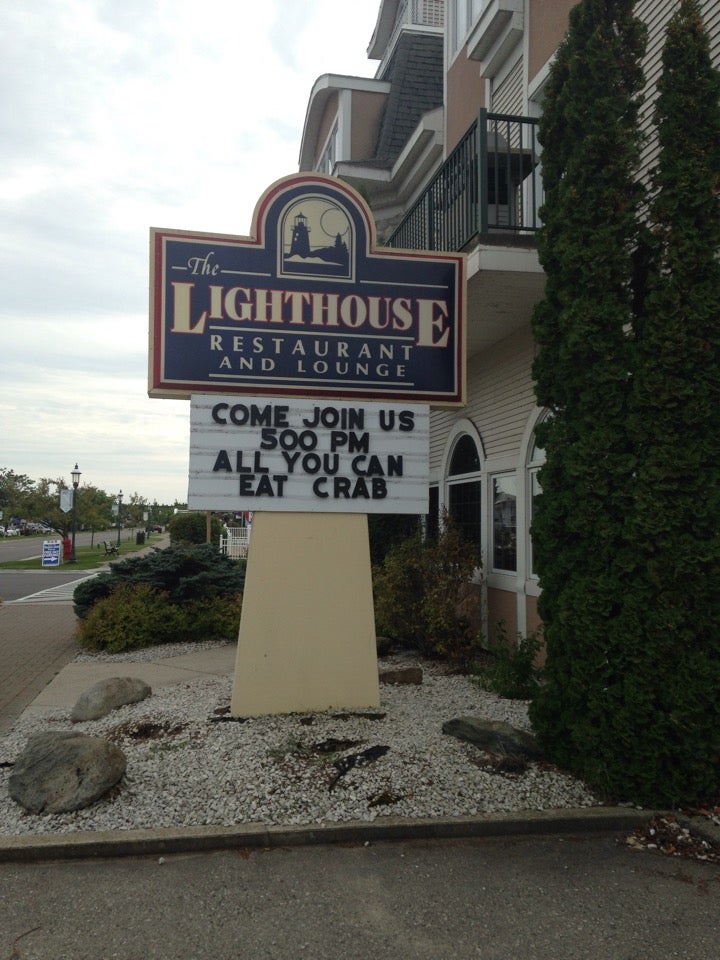 The
LIGHTHOUSE
RESTAURANT
AND LOUNGE
COME JOIN US
500 PM
ALL YOU CAN
EAT CRAB